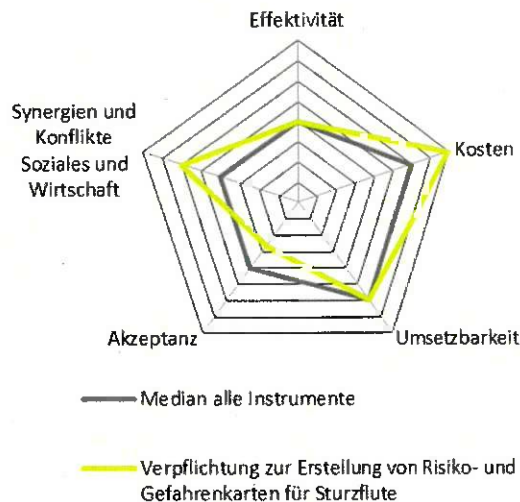 Effektivität
Synergien und
Konflikte
Soziales und
Wirtschaft
Kosten
Akzeptanz
Umsetzbarkeit
Median alle Instrumente
Verpflichtung zur Erstellung von Risiko- und
Gefahrenkarten für Sturzflute